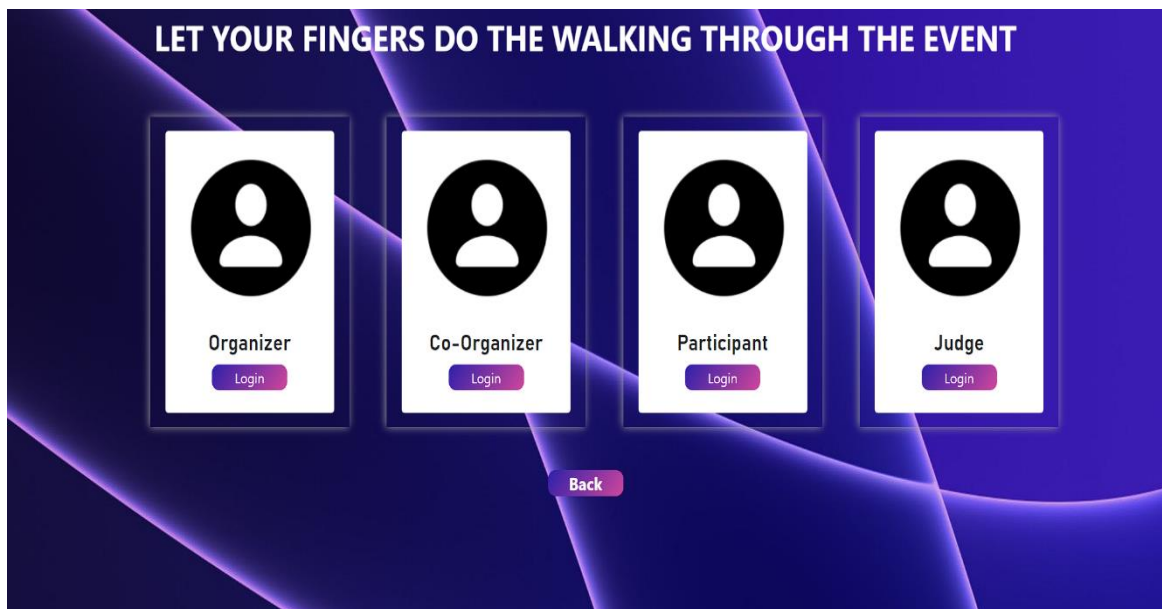 LET YOUR FINGERS DO THE WALKING THROUGH THE EVENT
Organizer
Login
Co-Organizer
Login
Participant
Login
Judge
Login
Back